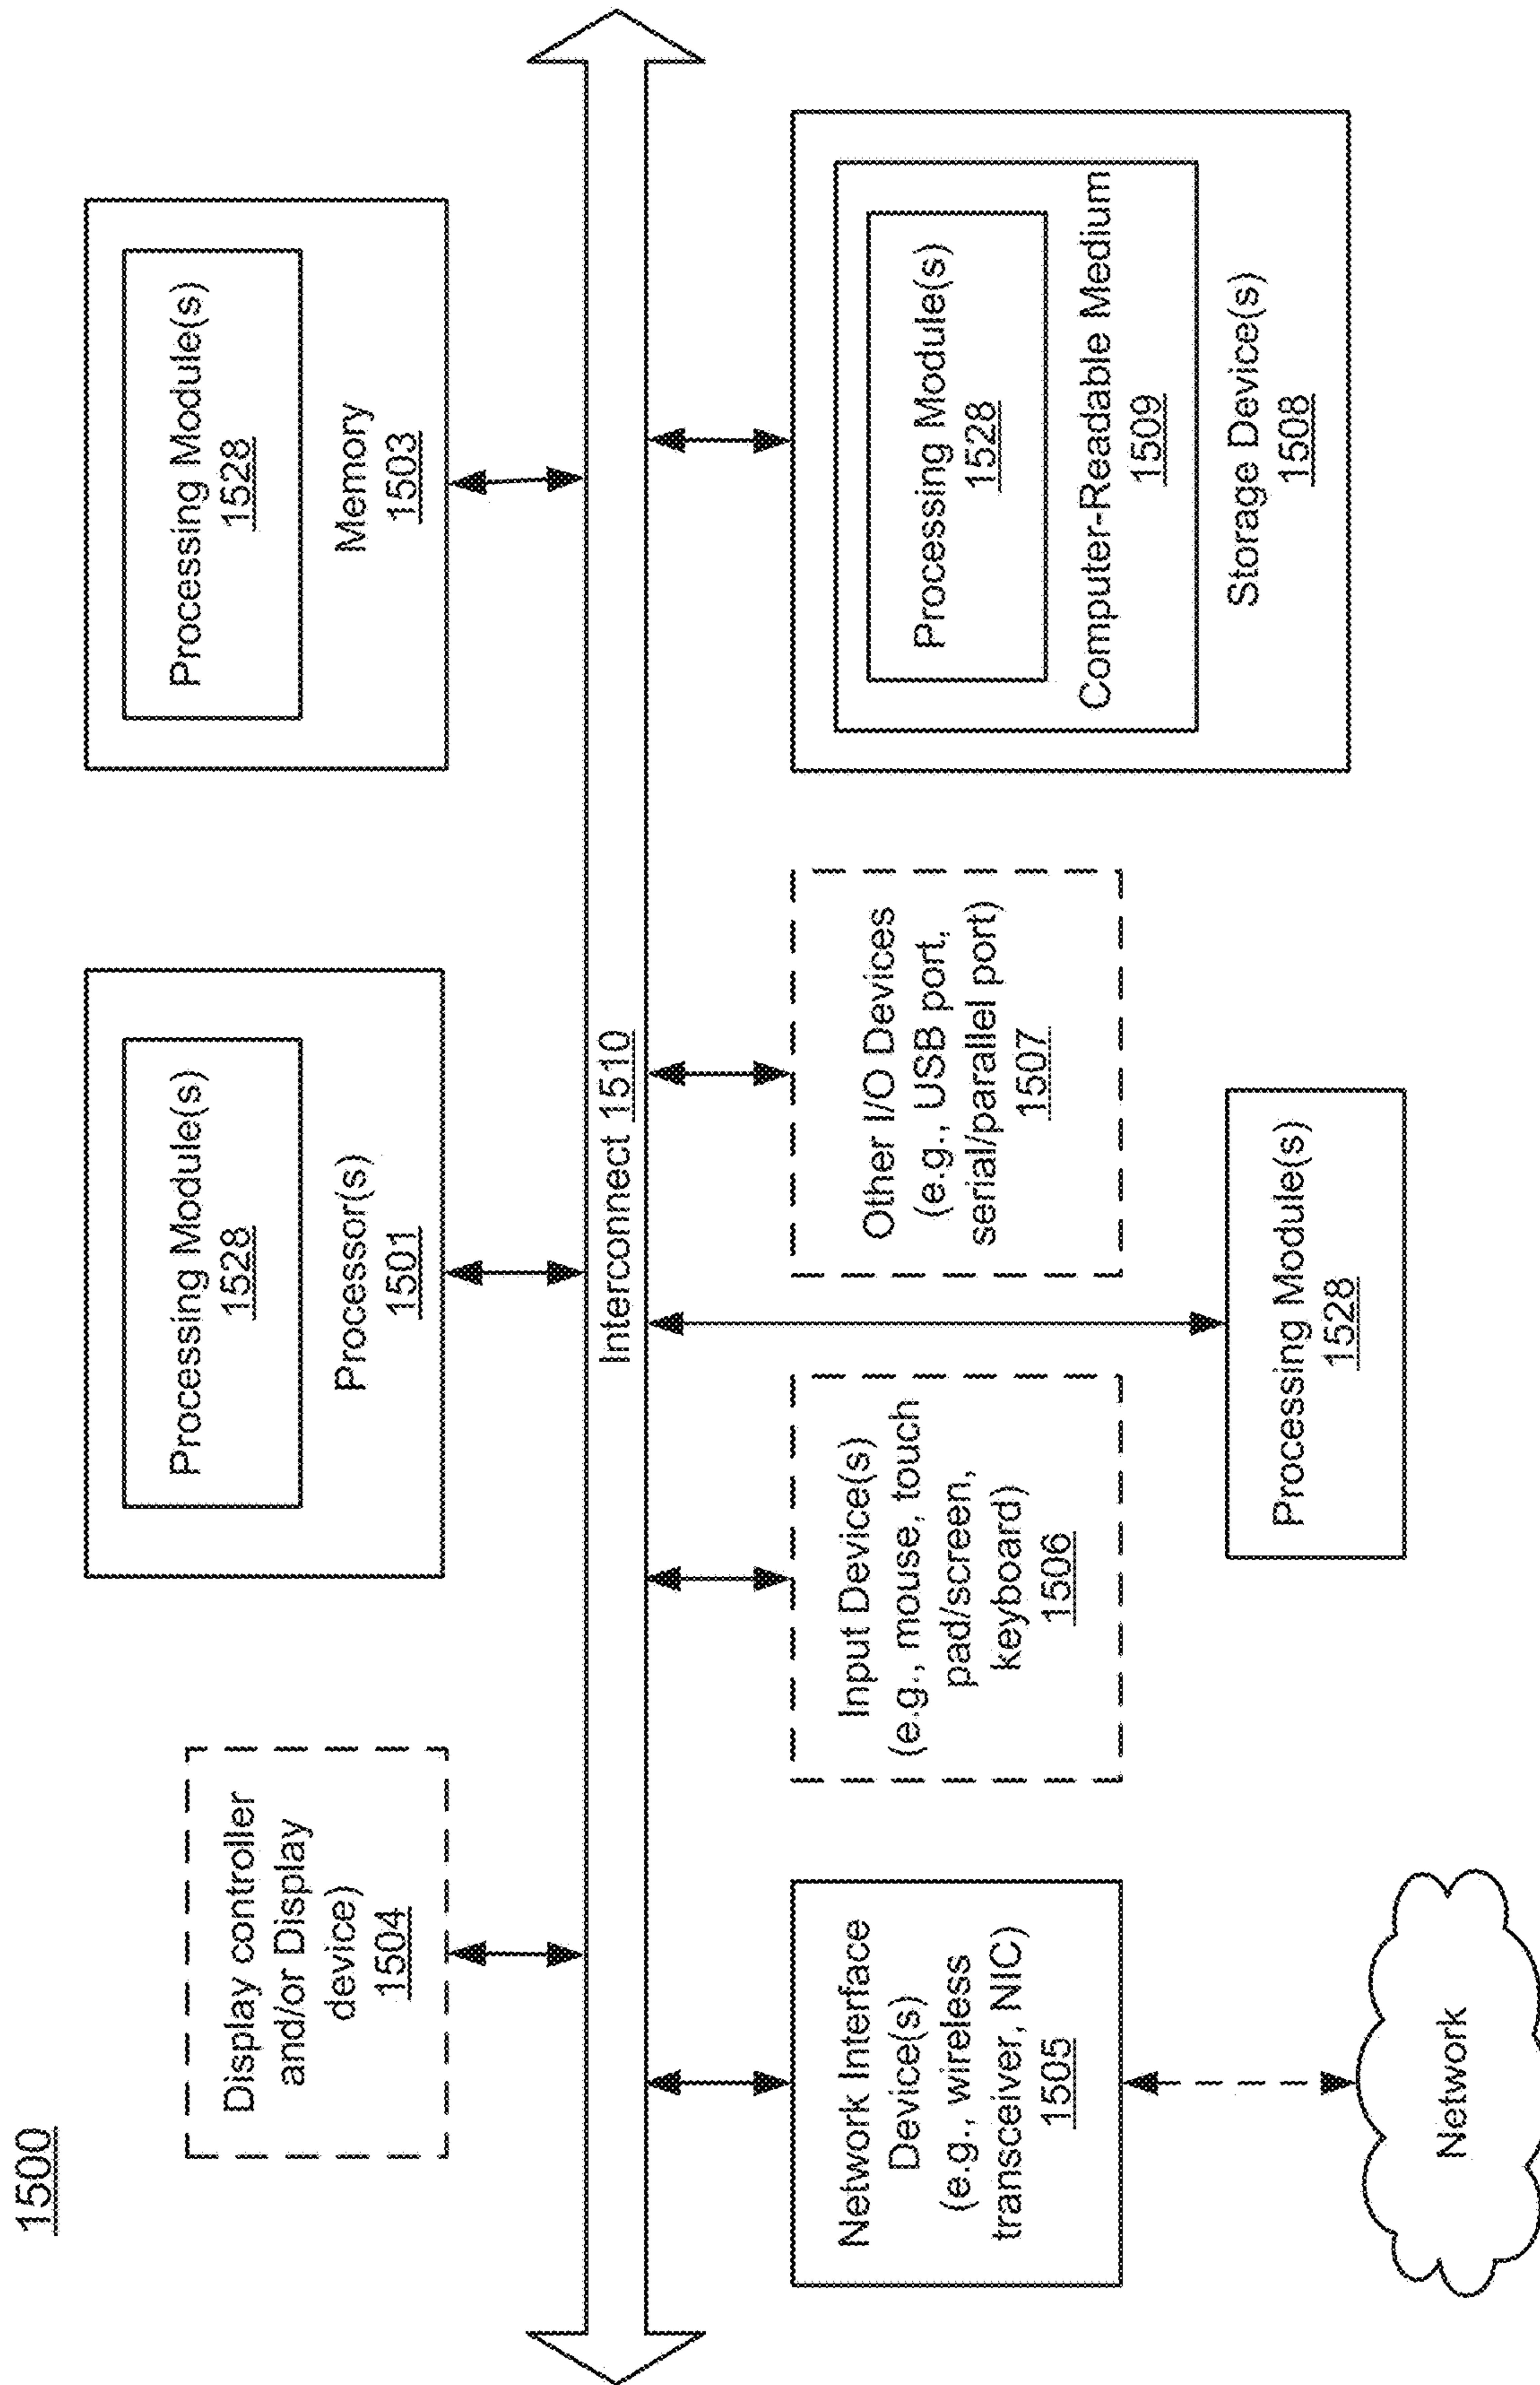 1500
Display controller
and/or Display
device)
1504
Processing Module(s)
1528
Processor(s)
1501
Processing Module(s)
1528
Memory
1503
Interconnect 1510
Network Interface
Device(s)
(e.g., wireless
transceiver, NIC)
1505
Input Device(s)
(e.g., mouse, touch
pad/screen,
keyboard)
1506
Other I/O Devices
(e.g., USB port,
serial/parallel port)
1507
Processing Module(s)
1528
Computer-Readable Medium
1509
Storage Device(s)
1508
Processing Module(s)
1528
Network